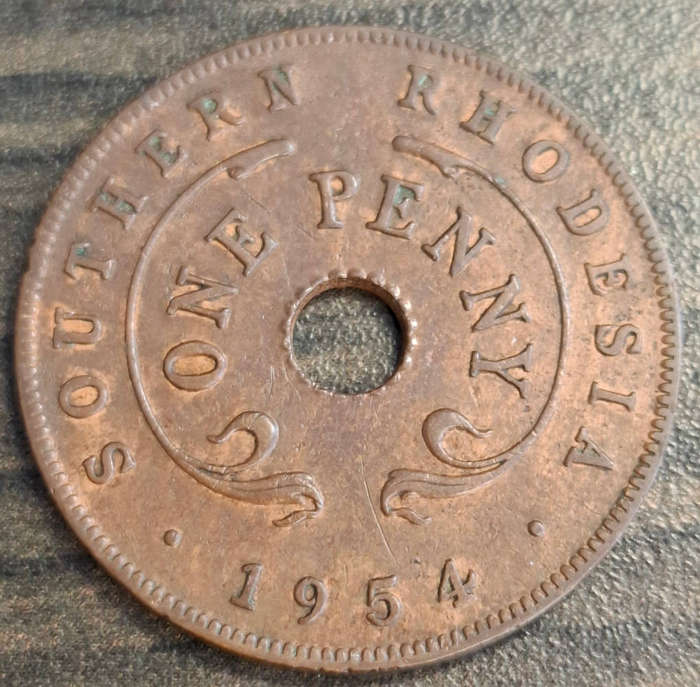 SOUTHERN RHODESIA
ONE PENNY
· 1954 ·